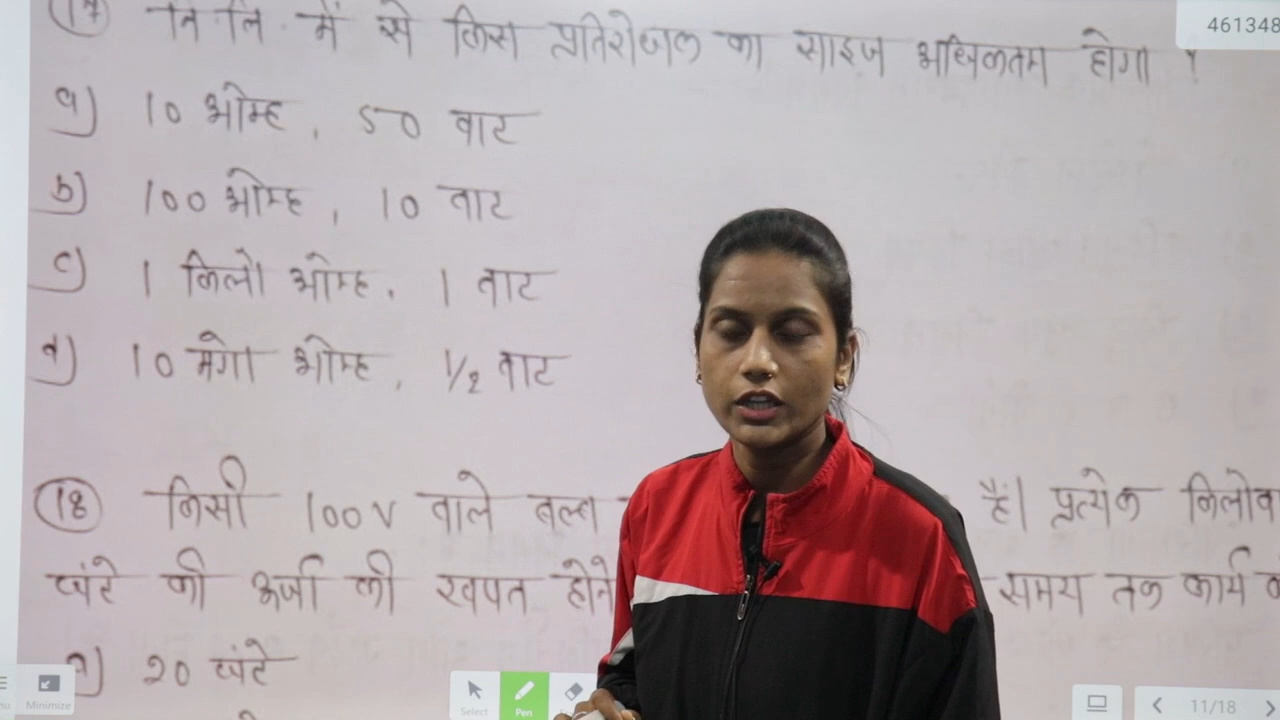 461348
17 नि नि. में से किस प्रतिरोधक का साइज अधिकतम होगा ?
a) 10 ओम्ह, 50 वाट
b) 100 ओम्ह, 10 वाट
c) 1 किलो ओम्ह, 1 वाट
d) 10 मेगा ओम्ह, 1/2 वाट
18 किसी 100V वाले बल्ब हैं। प्रत्येक किलोव
घंटे की ऊर्जा की खपत होने समय तक कार्य
a) 20 घंटे
Minimize
Select
Pen
11/18